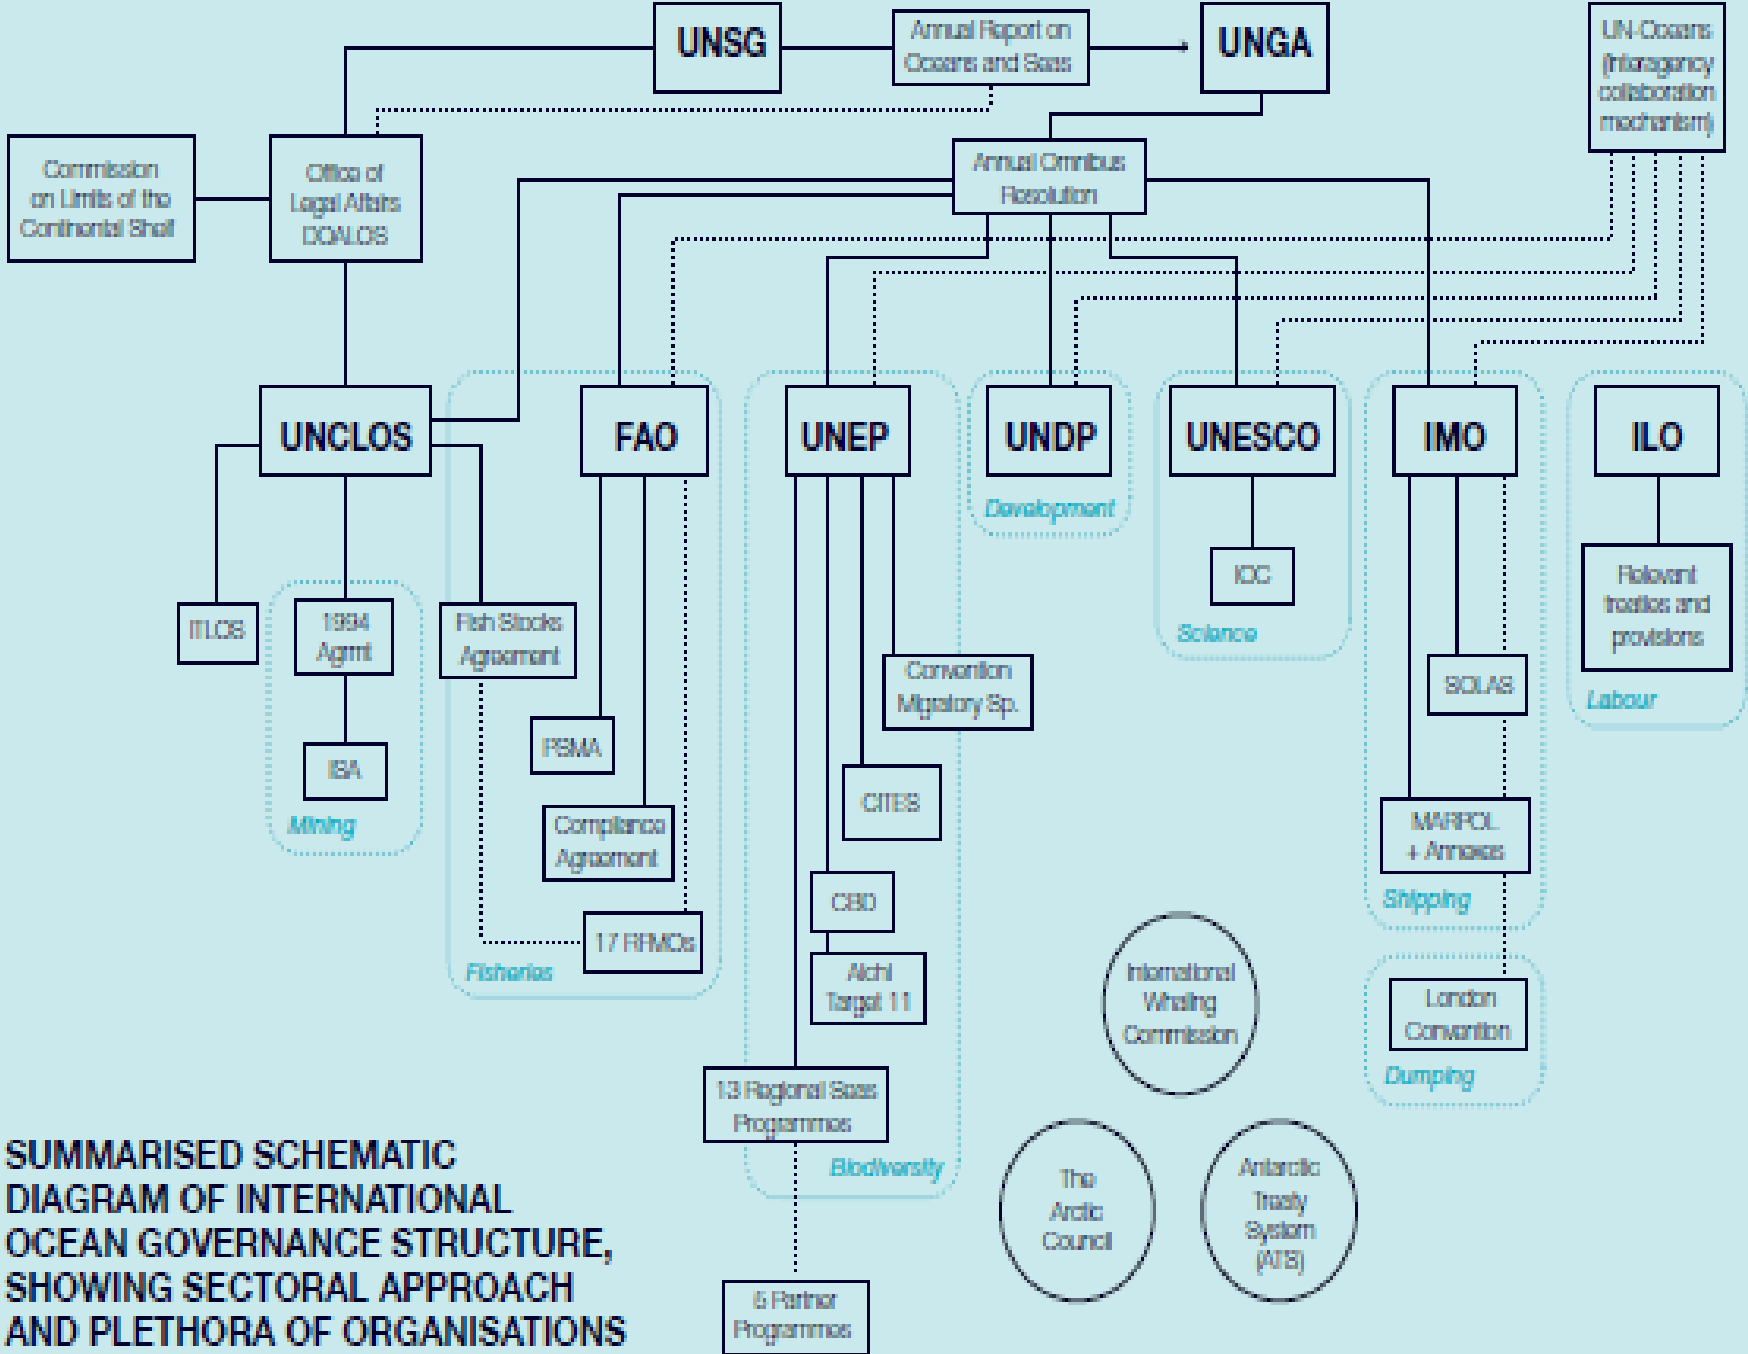 UNSG
Annual Report on
Oceans and Seas
UNGA
UN-Oceans
(Interagency
collaboration
mechanism)
Commission
on Limits of the
Continental Shelf
Office of
Legal Affairs
DOALOS
Annual Omnibus
Resolution
UNCLOS
FAO
UNEP
UNDP
UNESCO
IMO
ILO
Development
IOC
Science
Relevant
treaties and
provisions
Labour
ITLOS
1994
Agrmt
ISA
Mining
Fish Stocks
Agreement
PSMA
Compliance
Agreement
17 RFMOs
Fisheries
Convention
Migratory Sp.
CITES
CBD
Aichi
Target 11
13 Regional Seas
Programmes
Biodiversity
6 Partner
Programmes
SOLAS
MARPOL
+ Annexes
Shipping
London
Convention
Dumping
International
Whaling
Commission
The
Arctic
Council
Antarctic
Treaty
System
(ATS)
SUMMARISED SCHEMATIC
DIAGRAM OF INTERNATIONAL
OCEAN GOVERNANCE STRUCTURE,
SHOWING SECTORAL APPROACH
AND PLETHORA OF ORGANISATIONS